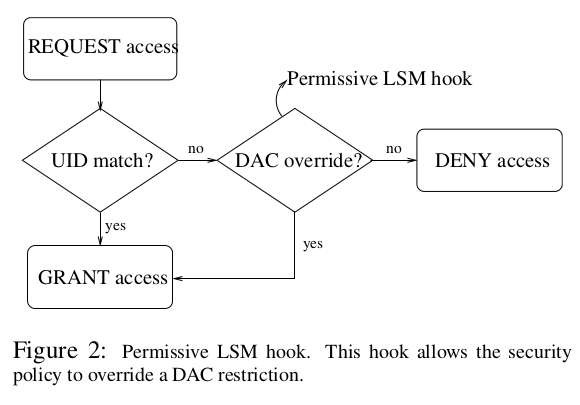 REQUEST access
Permissive LSM hook
UID match?
no
DAC override?
no
DENY access
yes
yes
GRANT access
Figure 2: Permissive LSM hook. This hook allows the security
policy to override a DAC restriction.